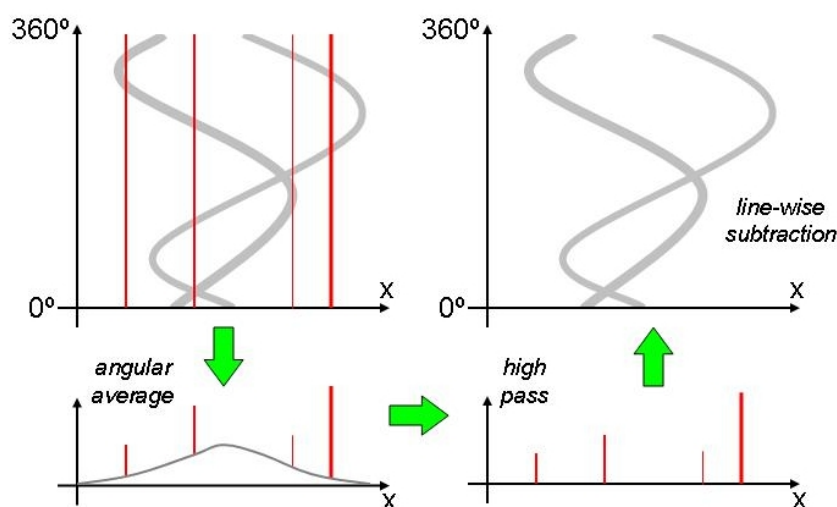 360º
0º
X
360º
0º
X
line-wise
subtraction
angular
average
X
high
pass
X